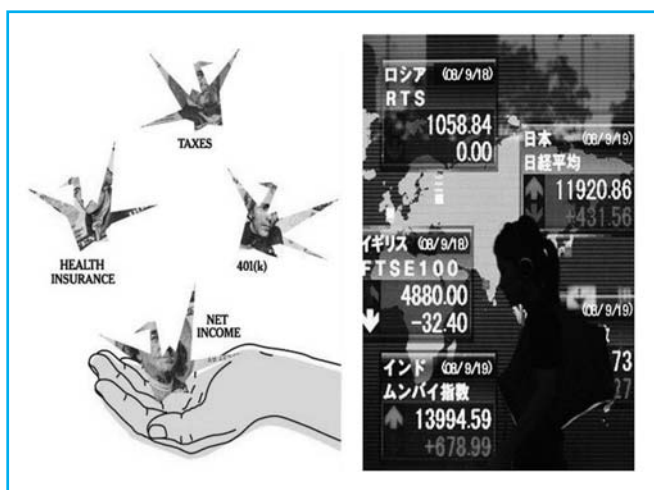 TAXES
HEALTH
INSURANCE
401(k)
NET
INCOME
ロシア (08/9/18)
RTS
1058.84
0.00
日本 (08/9/19)
日経平均
11920.86
+431.56
イギリス (08/9/18)
FTSE100
4880.00
-32.40
08/9/19)
73
27
インド (08/9/19)
ムンバイ指数
13994.59
+678.99